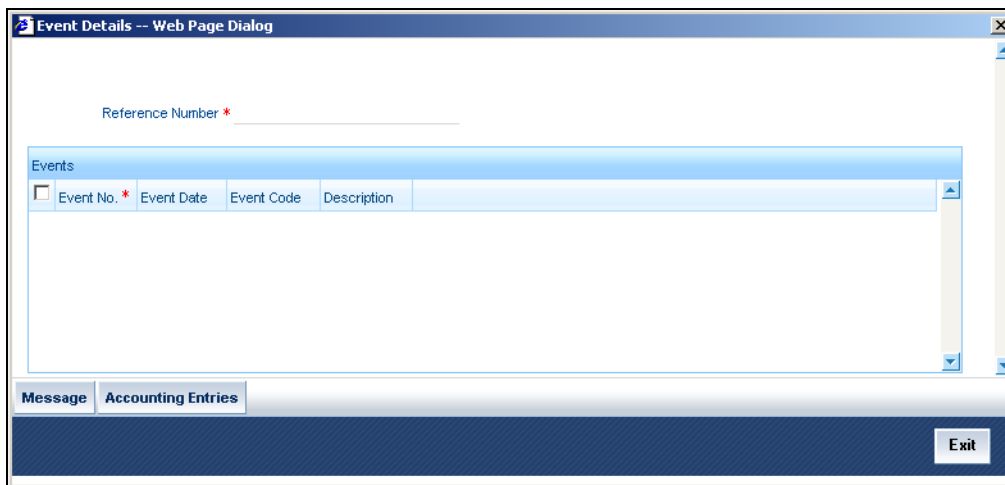 Event Details -- Web Page Dialog
Reference Number *
Events
Event No. * Event Date Event Code Description
Message Accounting Entries
Exit